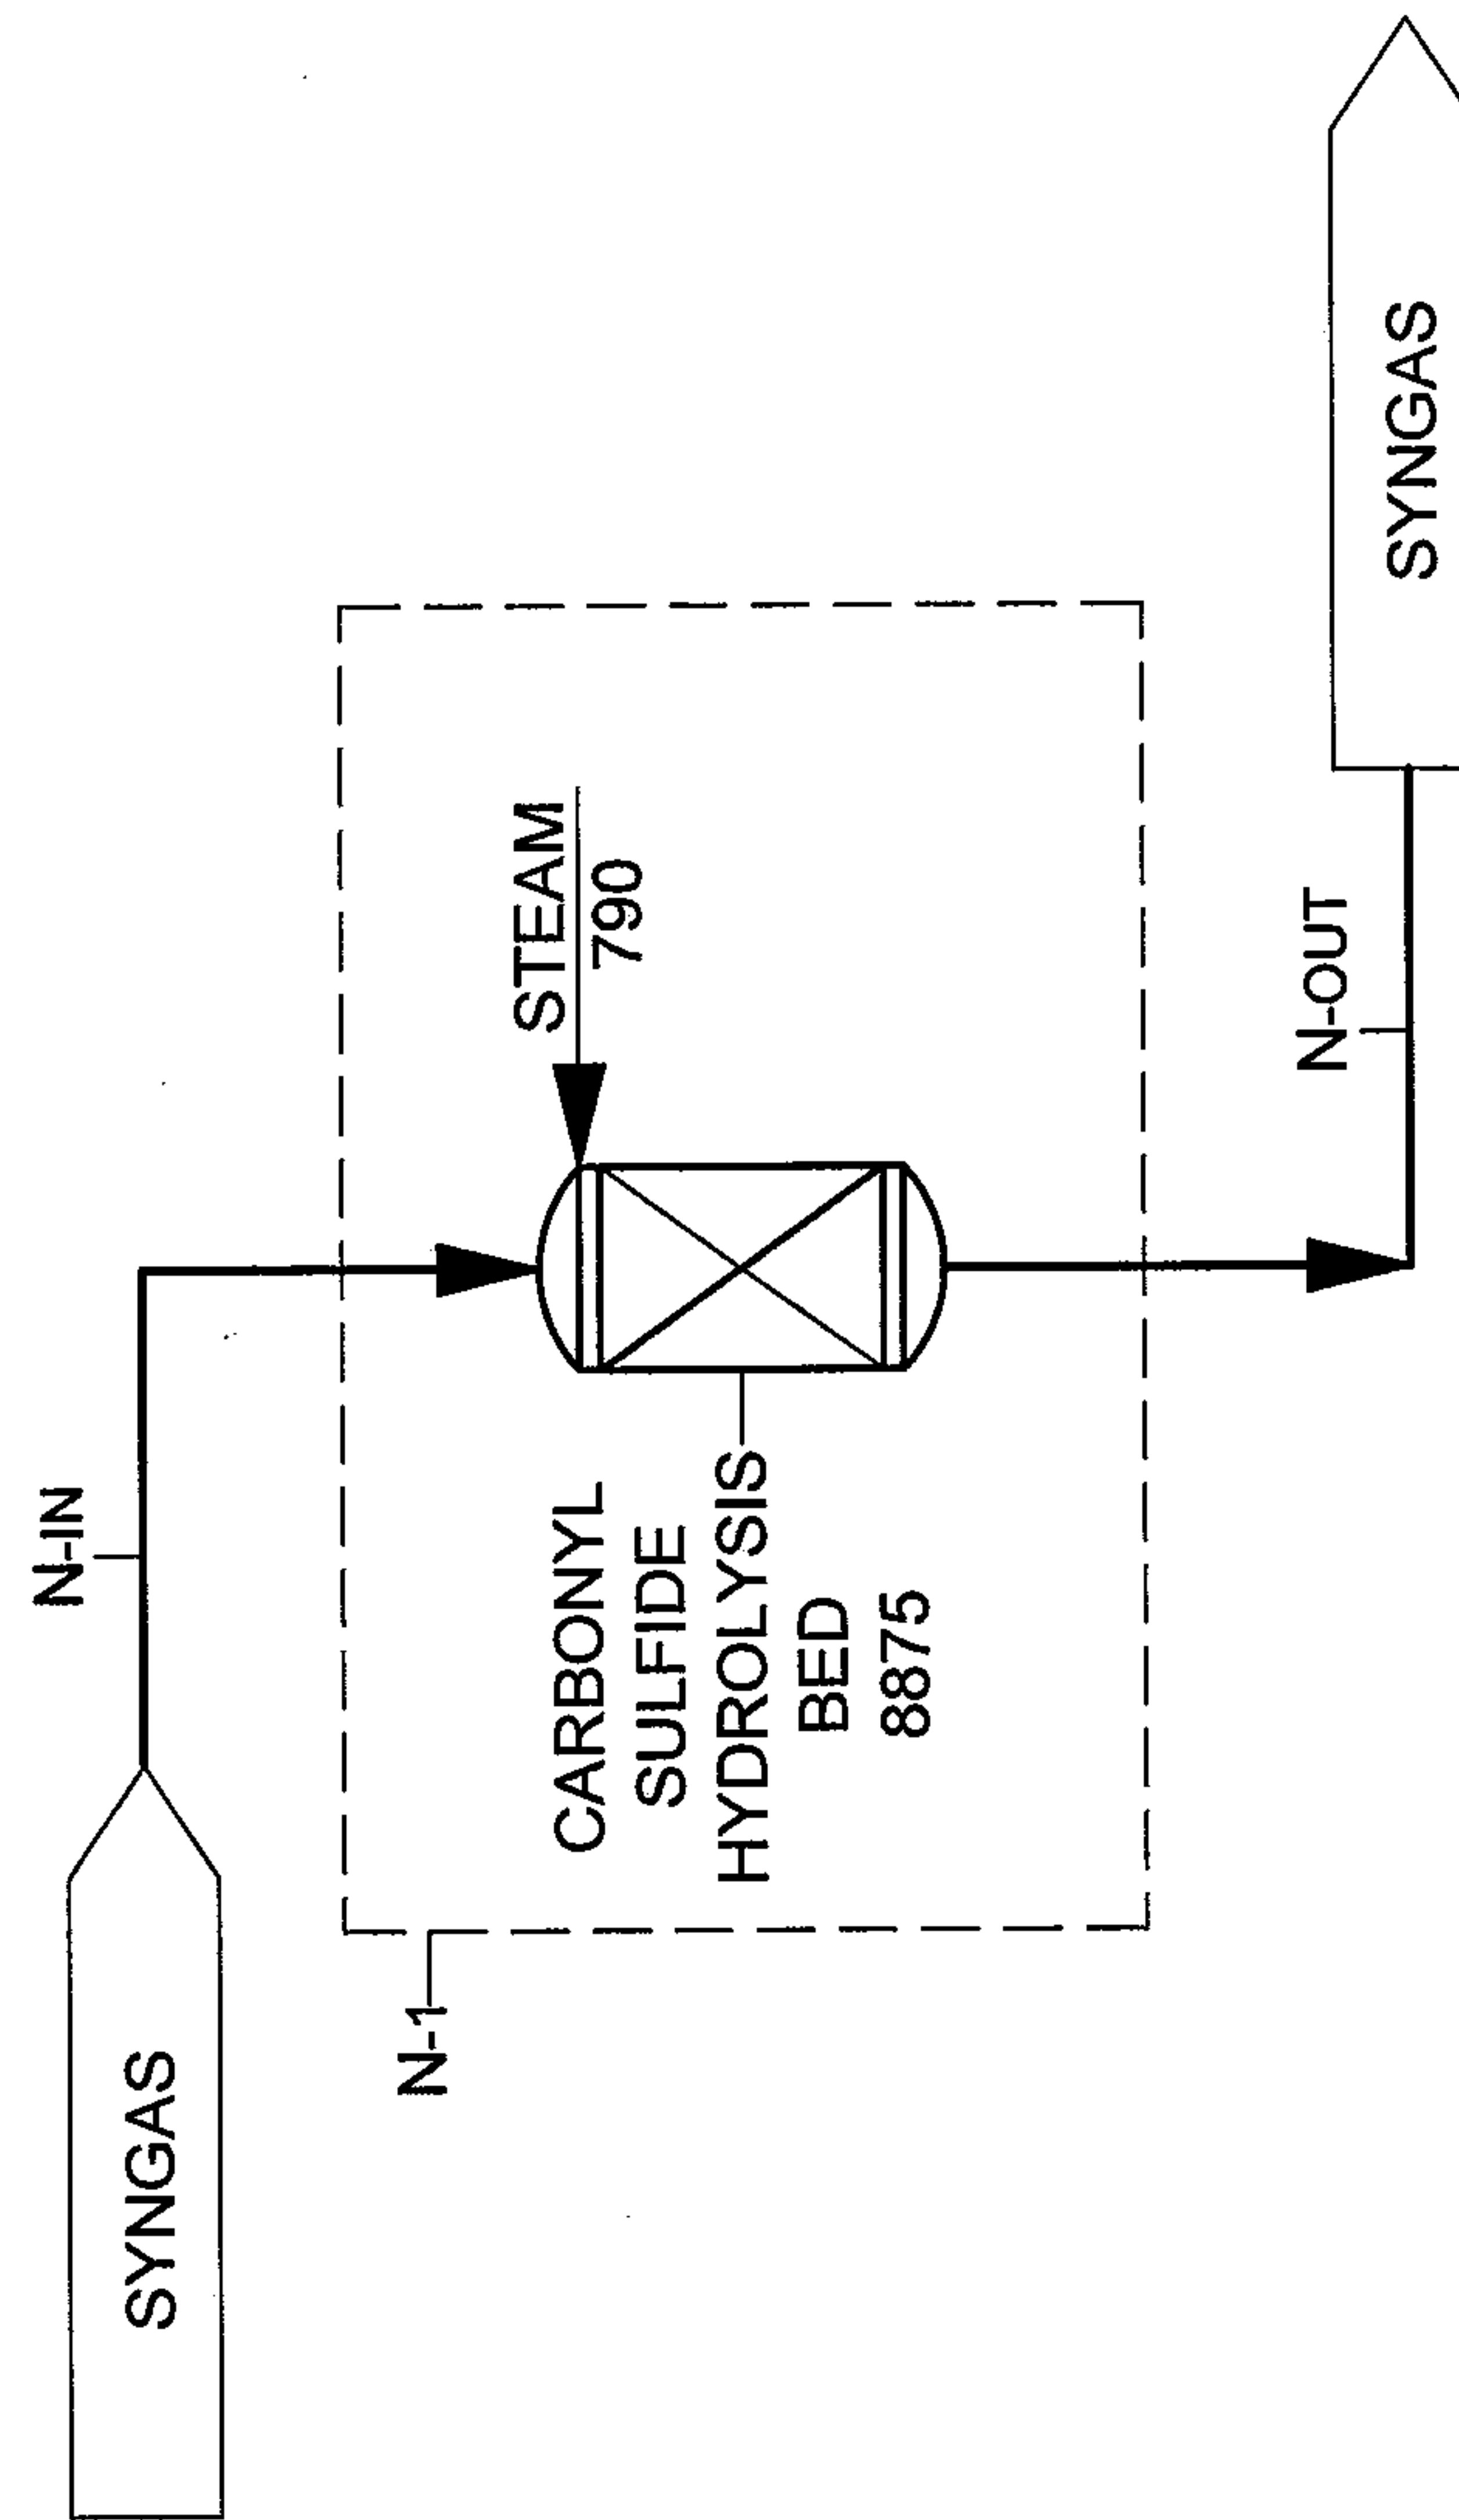 SYNGAS
N-IN
N-1
STEAM
790
CARBONYL
SULFIDE
HYDROLYSIS
BED
8875
N-OUT
SYNGAS